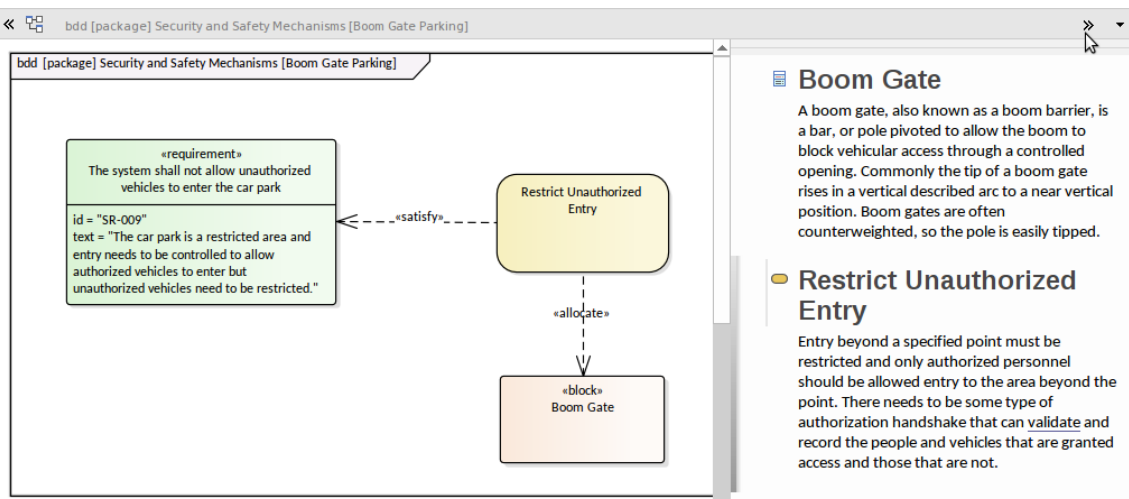 bdd [package] Security and Safety Mechanisms [Boom Gate Parking]
bdd [package] Security and Safety Mechanisms [Boom Gate Parking]
«requirement»
The system shall not allow unauthorized
vehicles to enter the car park
id = "SR-009"
text = "The car park is a restricted area and
entry needs to be controlled to allow
authorized vehicles to enter but
unauthorized vehicles need to be restricted."
«satisfy»
Restrict Unauthorized
Entry
«allocate»
«block»
Boom Gate
Boom Gate
A boom gate, also known as a boom barrier, is
a bar, or pole pivoted to allow the boom to
block vehicular access through a controlled
opening. Commonly the tip of a boom gate
rises in a vertical described arc to a near vertical
position. Boom gates are often
counterweighted, so the pole is easily tipped.
Restrict Unauthorized
Entry
Entry beyond a specified point must be
restricted and only authorized personnel
should be allowed entry to the area beyond the
point. There needs to be some type of
authorization handshake that can validate and
record the people and vehicles that are granted
access and those that are not.